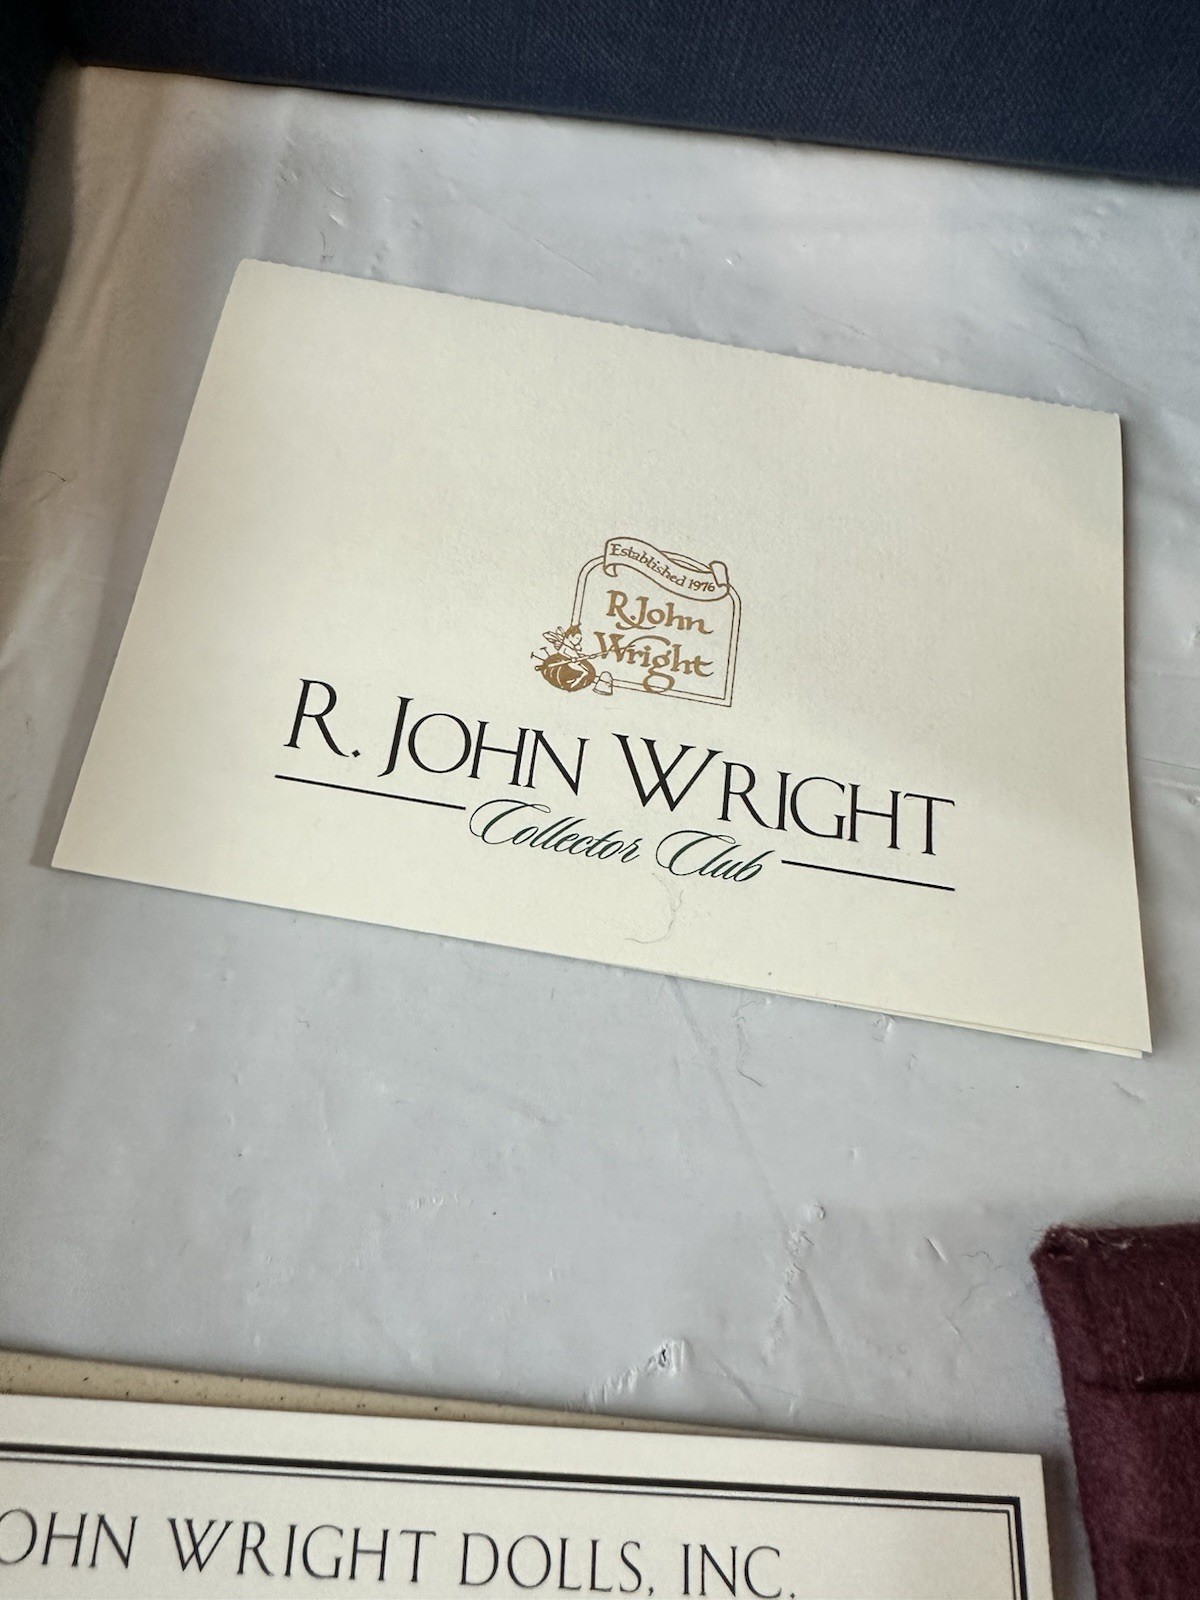 Established 1976
R. John
Wright
R. JOHN WRIGHT
Collector Club
OHN WRIGHT DOLLS, INC.